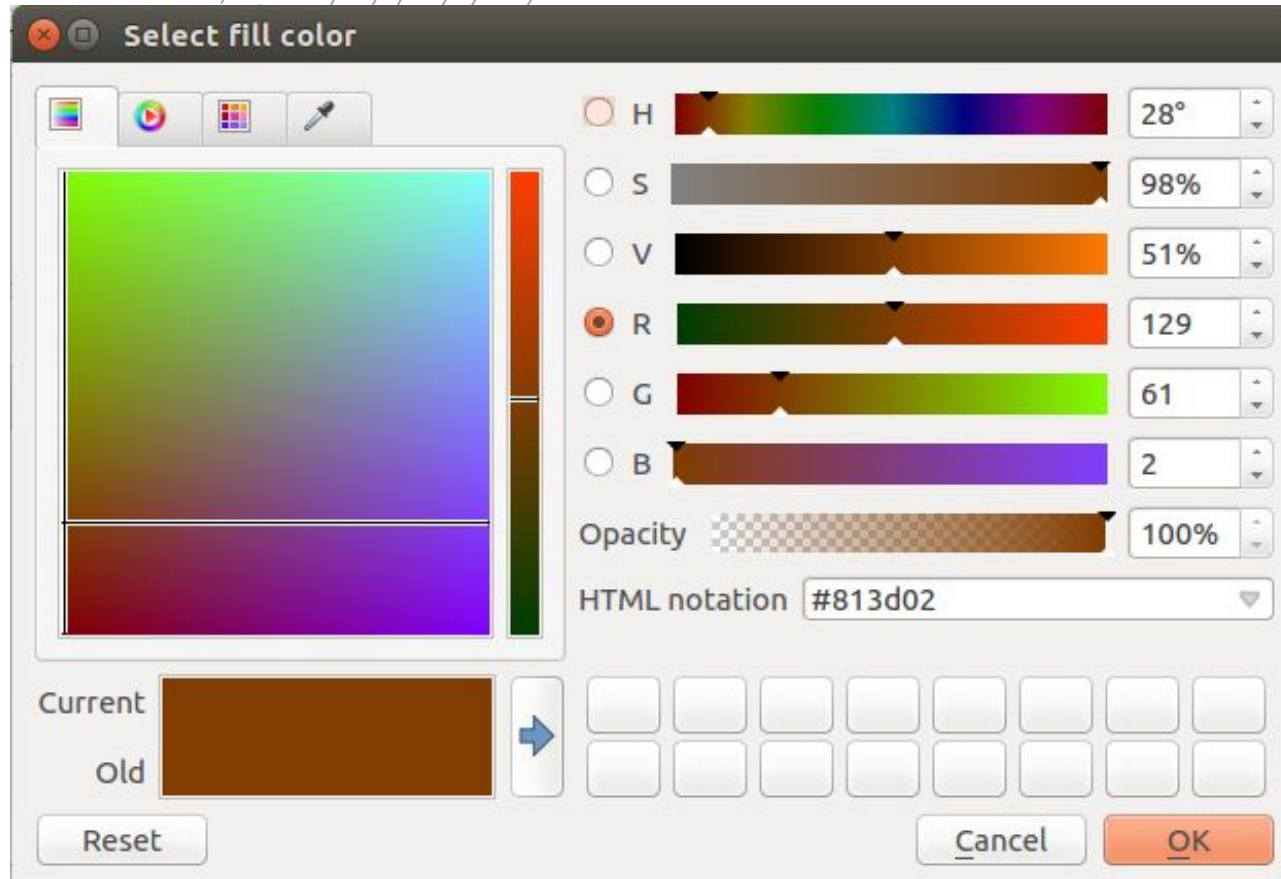 Select fill color
H 28°
S 98%
V 51%
R 129
G 61
B 2
Opacity 100%
HTML notation #813d02
Current
Old
Reset
Cancel OK